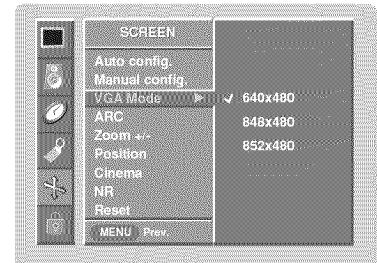 SCREEN
Auto config.
Manual config.
VGA Mode ▶ ✓ 640x480
848x480
852x480
ARC
Zoom +/-
Position
Cinema
NR
Reset
MENU Prev.